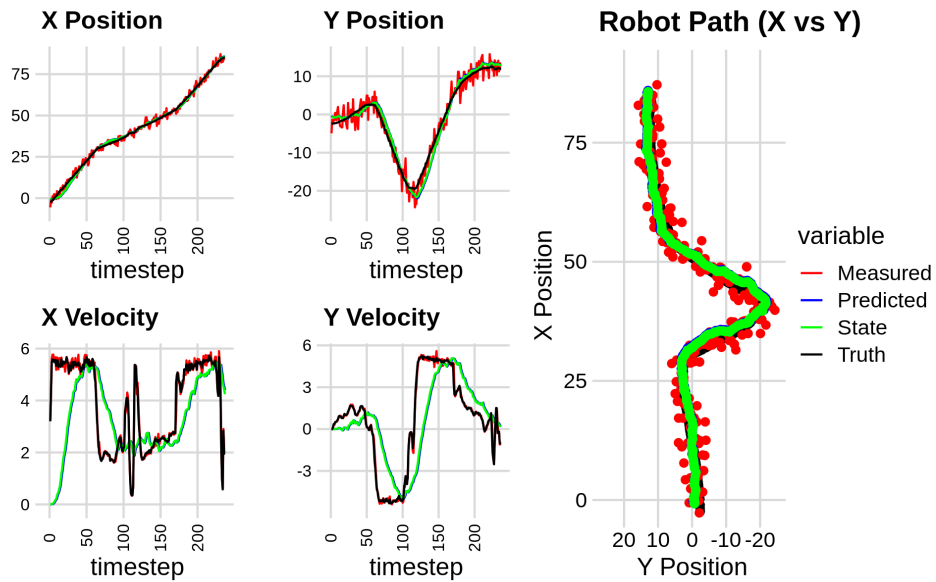 X Position
75
50
25
0
0
50
100
150
200
timestep
Y Position
10
0
-10
-20
0
50
100
150
200
timestep
X Velocity
6
4
2
0
0
50
100
150
200
timestep
Y Velocity
6
3
0
-3
0
50
100
150
200
timestep
Robot Path (X vs Y)
X Position
75
50
25
0
20 10 0 -10 -20
Y Position
variable
Measured
Predicted
State
Truth